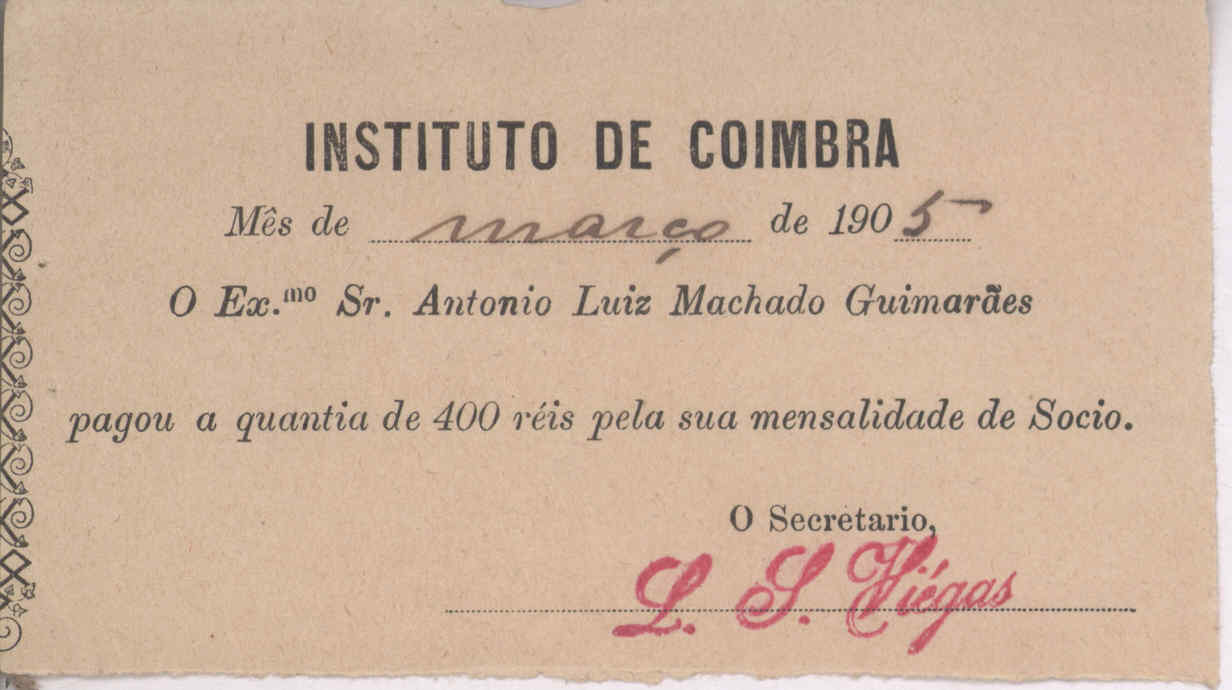 INSTITUTO DE COIMBRA
Mês de março de 1905
O Ex.mo Sr. Antonio Luiz Machado Guimarães
pagou a quantia de 400 réis pela sua mensalidade de Socio.
O Secretario,
L. S. Viégas